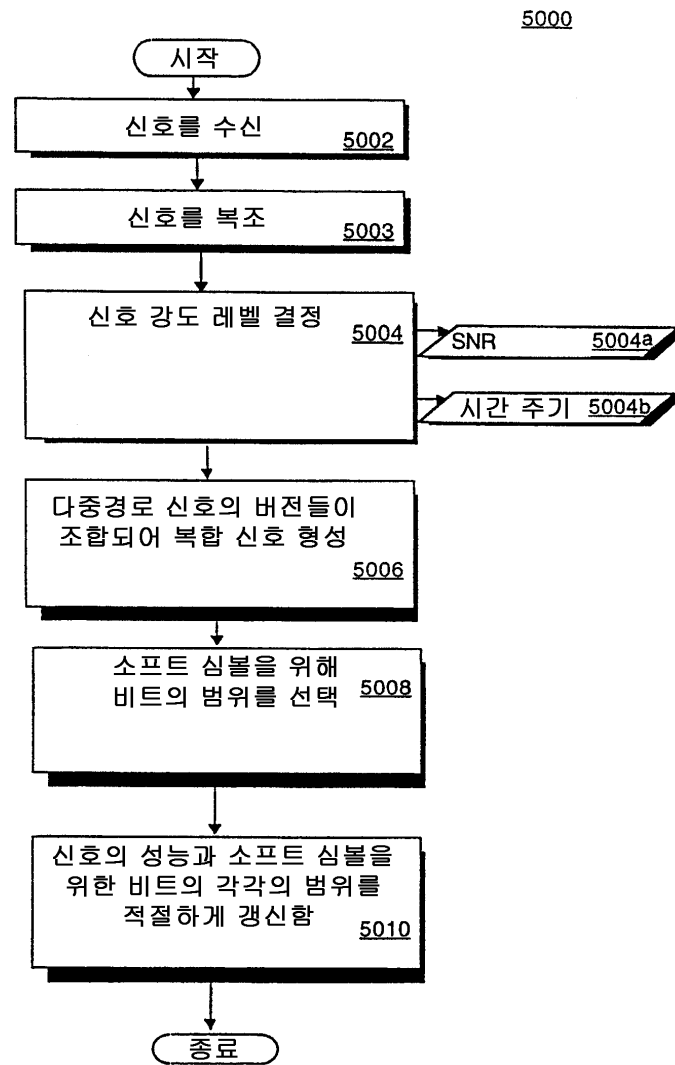 5000
시작
신호를 수신
5002
신호를 복조
5003
신호 강도 레벨 결정
5004
SNR 5004a
시간 주기 5004b
다중경로 신호의 버전들이
조합되어 복합 신호 형성
5006
소프트 심볼을 위해
비트의 범위를 선택
5008
신호의 성능과 소프트 심볼을
위한 비트의 각각의 범위를
적절하게 갱신함
5010
종료